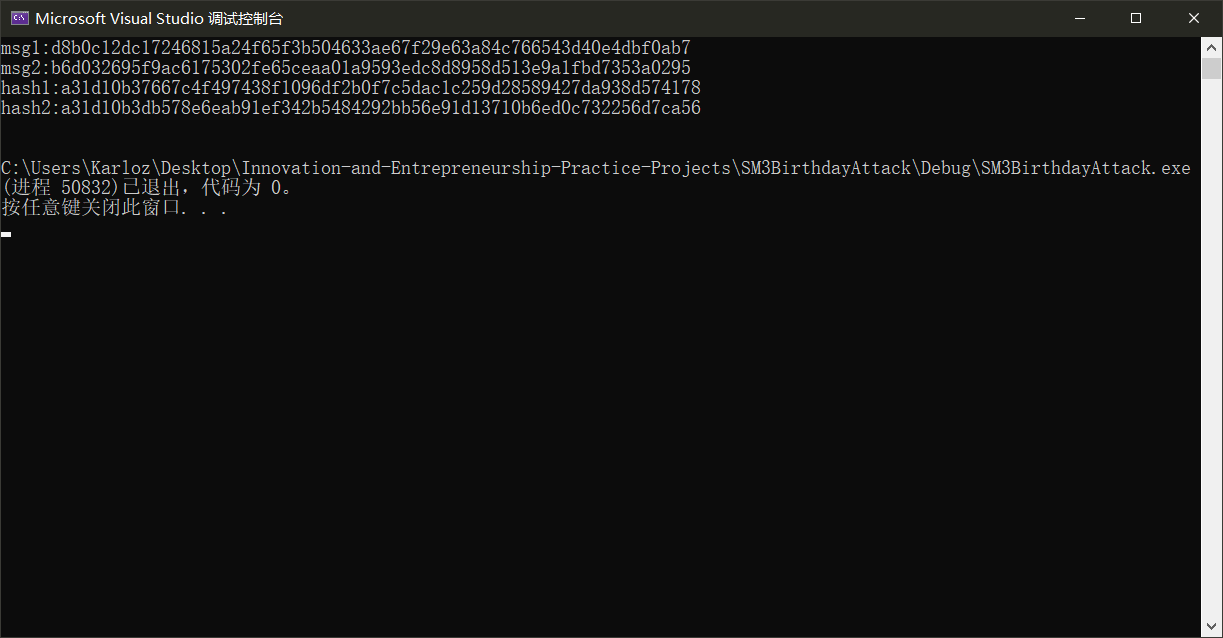 Microsoft Visual Studio 调试控制台
msg1:d8b0c12dc17246815a24f65f3b504633ae67f29e63a84c766543d40e4dbf0ab7
msg2:b6d032695f9ac6175302fe65ceaa01a9593edc8d8958d513e9a1fbd7353a0295
hash1:a31d10b37667c4f497438f1096df2b0f7c5dac1c259d28589427da938d574178
hash2:a31d10b3db578e6eab91ef342b5484292bb56e91d13710b6ed0c732256d7ca56
C:\Users\Karloz\Desktop\Innovation-and-Entrepreneurship-Practice-Projects\SM3BirthdayAttack\Debug\SM3BirthdayAttack.exe
(进程 50832)已退出，代码为 0。
按任意键关闭此窗口. . .